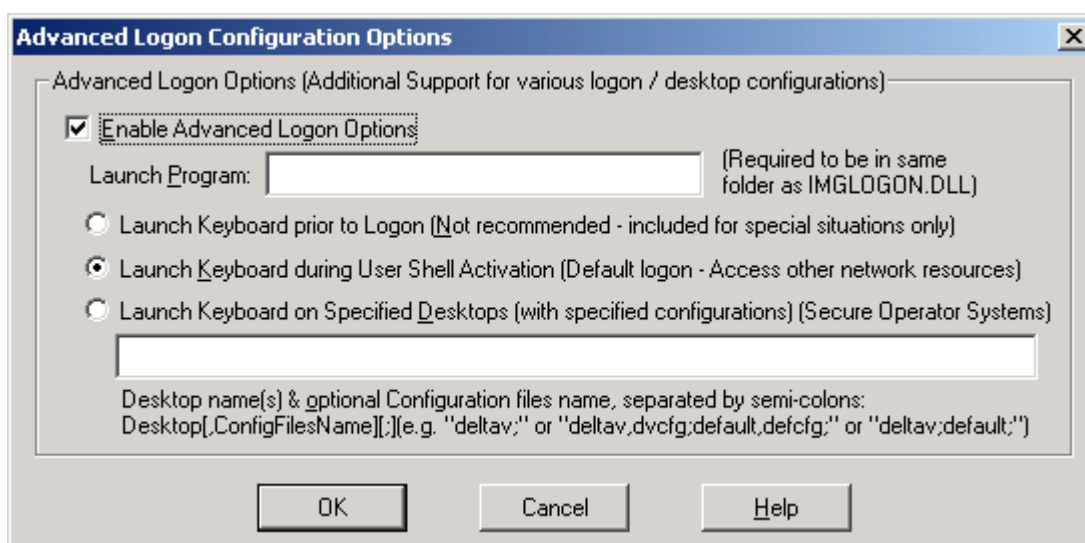 Advanced Logon Configuration Options
Advanced Logon Options (Additional Support for various logon / desktop configurations)
Enable Advanced Logon Options
Launch Program:
(Required to be in same
folder as IMGLOGON.DLL)
Launch Keyboard prior to Logon (Not recommended - included for special situations only)
Launch Keyboard during User Shell Activation (Default logon - Access other network resources)
Launch Keyboard on Specified Desktops (with specified configurations) (Secure Operator Systems)
Desktop name(s) & optional Configuration files name, separated by semi-colons:
Desktop[,ConfigFilesName][;](e.g. "deltav;" or "deltav,dvcfg;default,defcfg;" or "deltav;default;")
OK
Cancel
Help